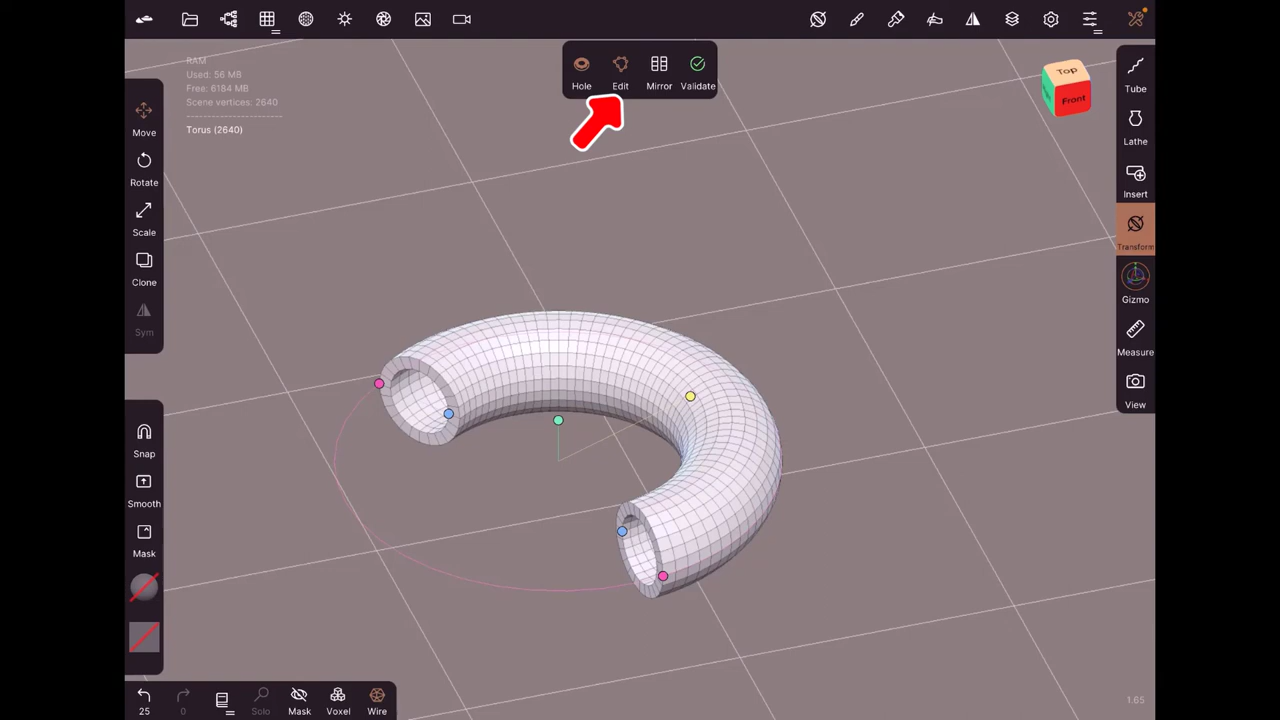 RAM
Used: 56 MB
Free: 6184 MB
Scene vertices: 2640
Torus (2640)
Hole
Edit
Mirror
Validate
Top
Front
Move
Rotate
Scale
Clone
Sym
Snap
Smooth
Mask
Tube
Lathe
Insert
Transform
Gizmo
Measure
View
25
0
Solo
Mask
Voxel
Wire
1.65